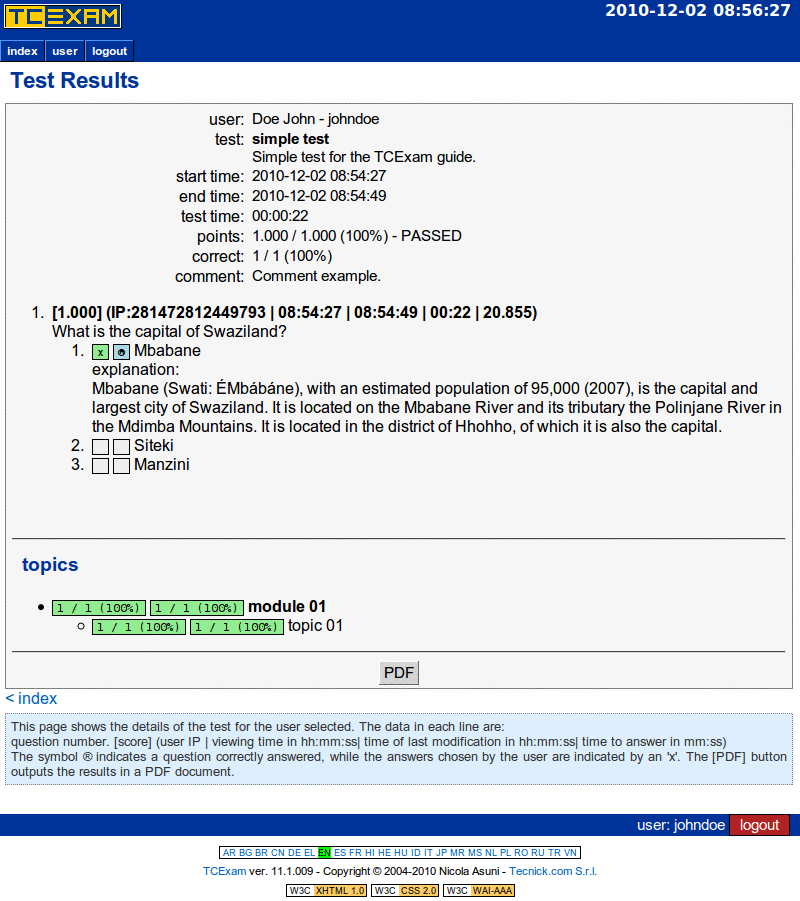 TCEXAM
2010-12-02 08:56:27
index user logout
Test Results
user: Doe John - johndoe
test: simple test
Simple test for the TCExam guide.
start time: 2010-12-02 08:54:27
end time: 2010-12-02 08:54:49
test time: 00:00:22
points: 1.000 / 1.000 (100%) - PASSED
correct: 1 / 1 (100%)
comment: Comment example.
1. [1.000] (IP:281472812449793 | 08:54:27 | 08:54:49 | 00:22 | 20.855)
What is the capital of Swaziland?
1. x ® Mbabane
explanation:
Mbabane (Swati: ÉMbábáne), with an estimated population of 95,000 (2007), is the capital and
largest city of Swaziland. It is located on the Mbabane River and its tributary the Polinjane River in
the Mdimba Mountains. It is located in the district of Hhohho, of which it is also the capital.
2. Siteki
3. Manzini
topics
1 / 1 (100%) 1 / 1 (100%) module 01
1 / 1 (100%) 1 / 1 (100%) topic 01
PDF
< index
This page shows the details of the test for the user selected. The data in each line are:
question number. [score] (user IP | viewing time in hh:mm:ss| time of last modification in hh:mm:ss| time to answer in mm:ss)
The symbol ® indicates a question correctly answered, while the answers chosen by the user are indicated by an 'x'. The [PDF] button
outputs the results in a PDF document.
user: johndoe logout
AR BG BR CN DE EL EN ES FR HI HE HU ID IT JP MR MS NL PL RO RU TR VN
TCExam ver. 11.1.009 - Copyright © 2004-2010 Nicola Asuni - Tecnick.com S.r.l.
W3C XHTML 1.0 W3C CSS 2.0 W3C WAI-AAA